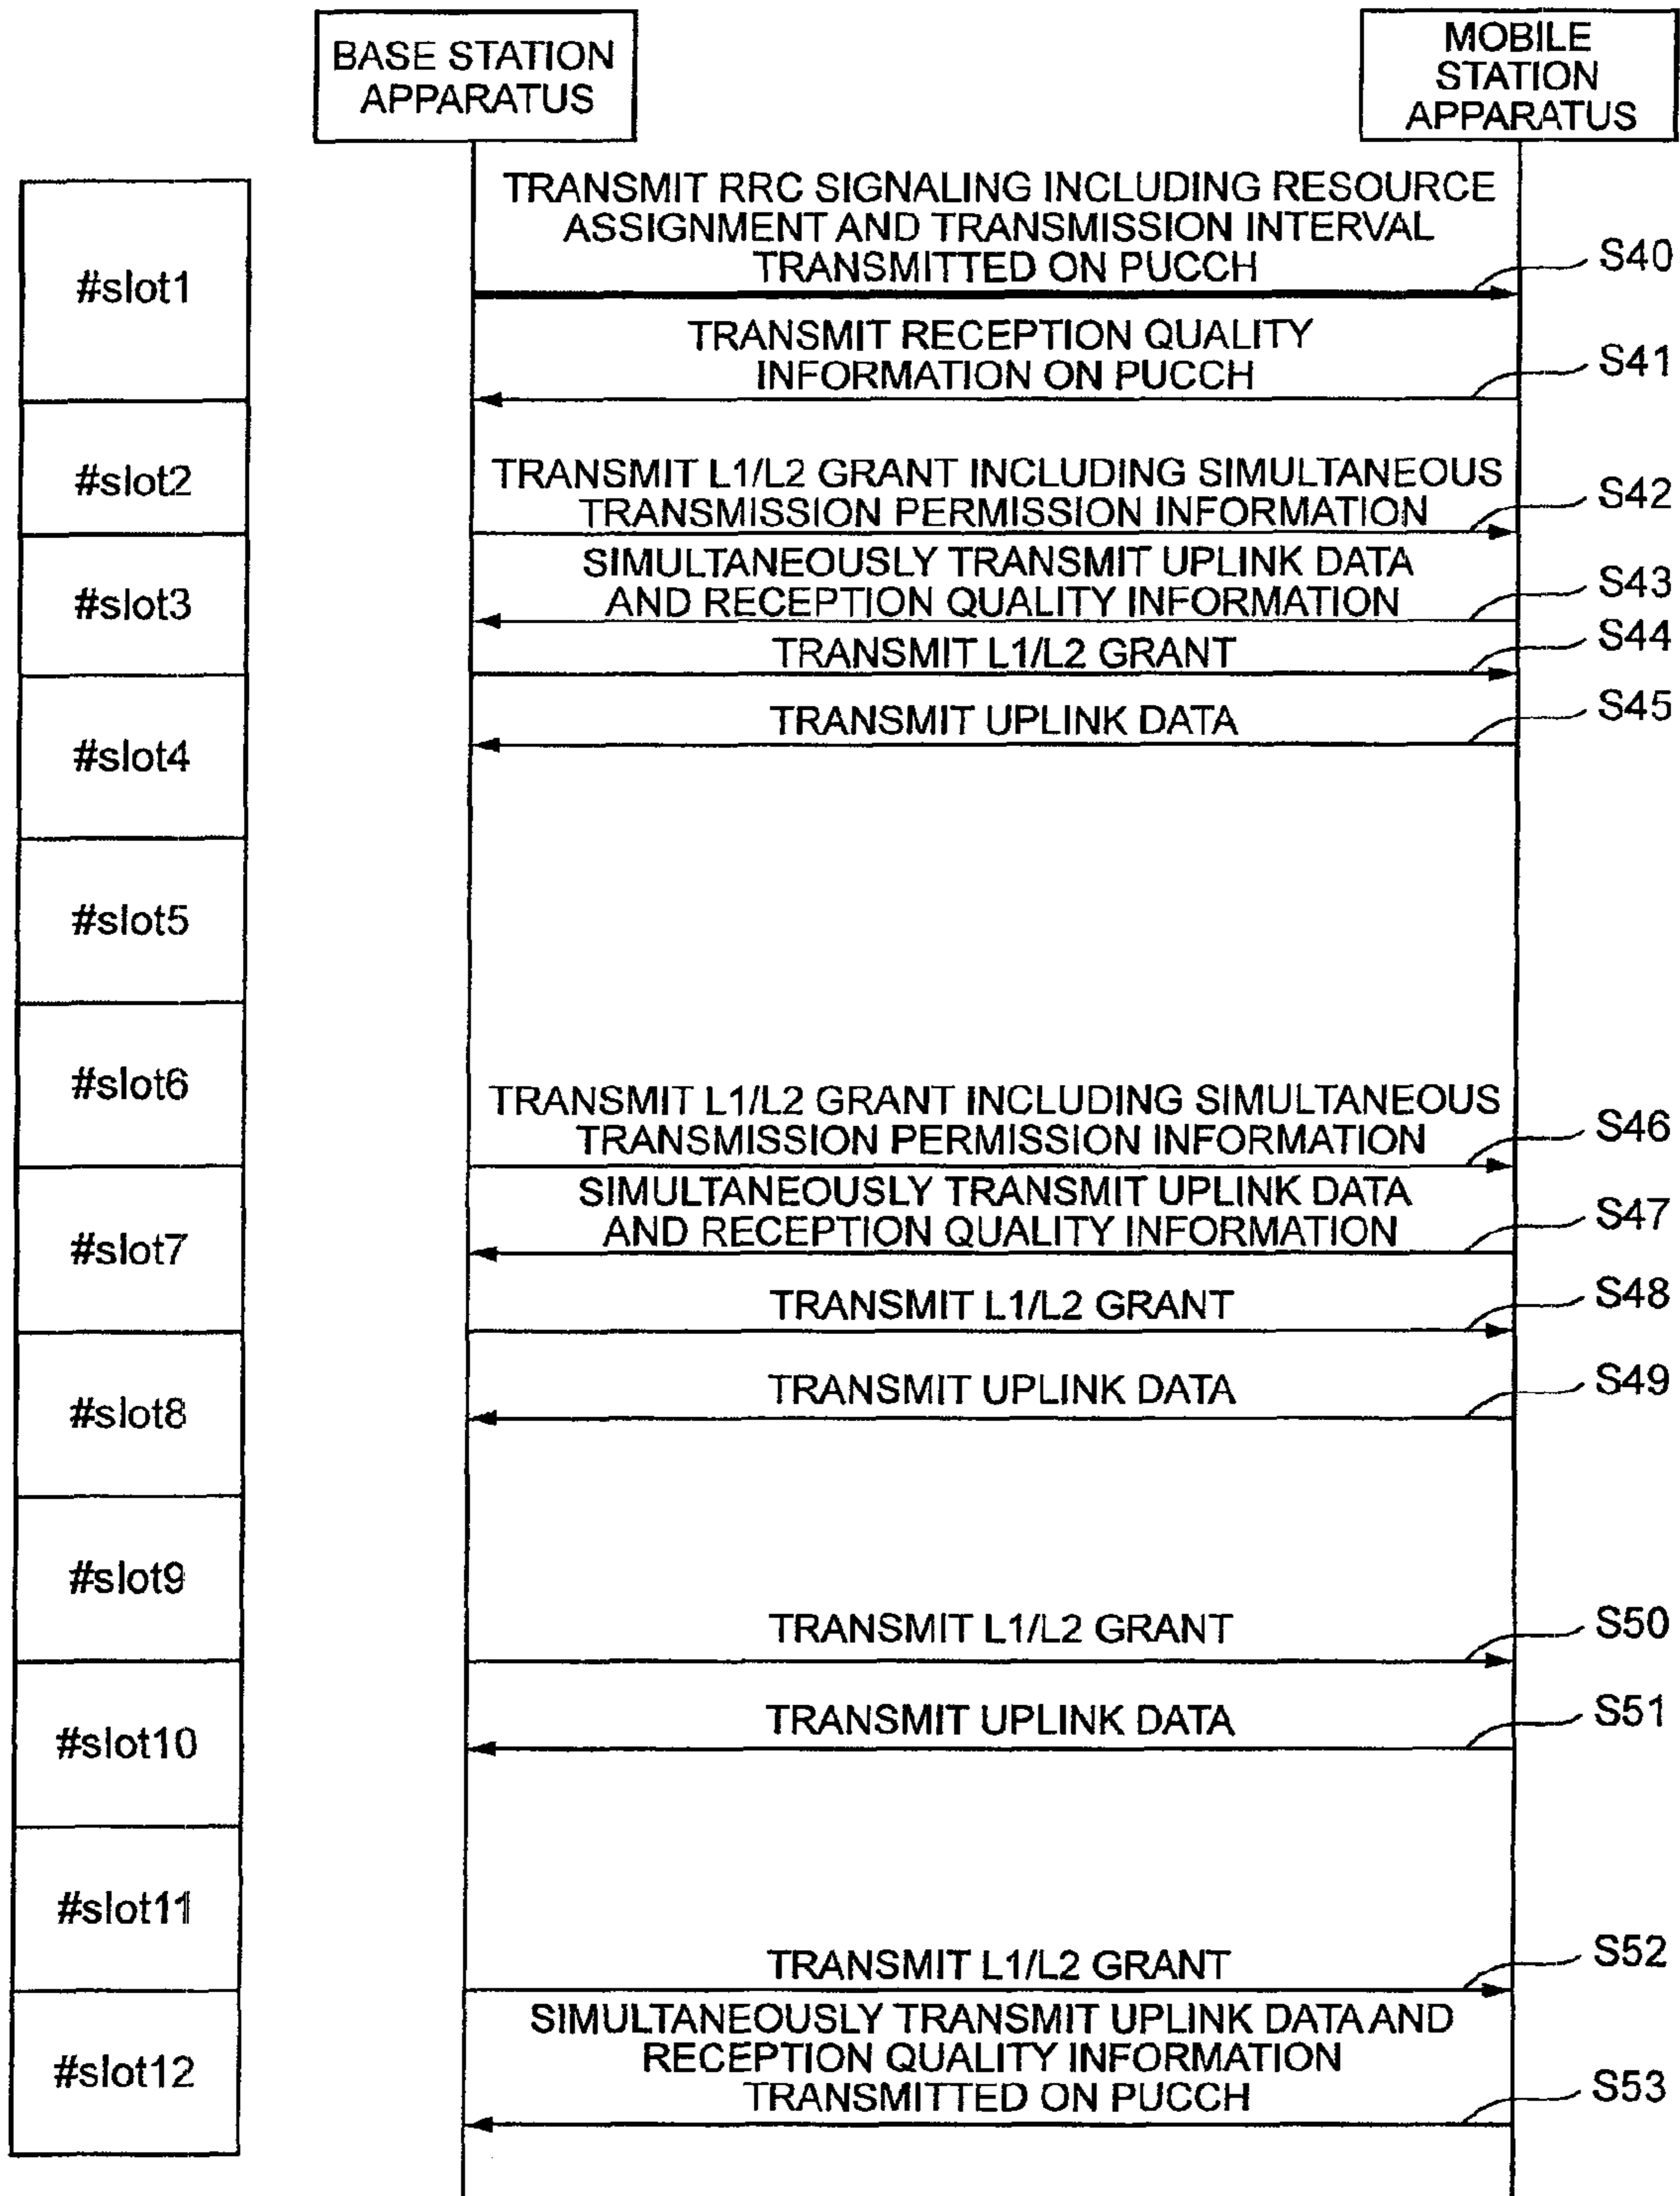 BASE STATION
APPARATUS
MOBILE
STATION
APPARATUS
#slot1
TRANSMIT RRC SIGNALING INCLUDING RESOURCE
ASSIGNMENT AND TRANSMISSION INTERVAL
TRANSMITTED ON PUCCH
S40
TRANSMIT RECEPTION QUALITY
INFORMATION ON PUCCH
S41
#slot2
TRANSMIT L1/L2 GRANT INCLUDING SIMULTANEOUS
TRANSMISSION PERMISSION INFORMATION
S42
#slot3
SIMULTANEOUSLY TRANSMIT UPLINK DATA
AND RECEPTION QUALITY INFORMATION
S43
TRANSMIT L1/L2 GRANT
S44
#slot4
TRANSMIT UPLINK DATA
S45
#slot5
#slot6
TRANSMIT L1/L2 GRANT INCLUDING SIMULTANEOUS
TRANSMISSION PERMISSION INFORMATION
S46
#slot7
SIMULTANEOUSLY TRANSMIT UPLINK DATA
AND RECEPTION QUALITY INFORMATION
S47
TRANSMIT L1/L2 GRANT
S48
#slot8
TRANSMIT UPLINK DATA
S49
#slot9
TRANSMIT L1/L2 GRANT
S50
#slot10
TRANSMIT UPLINK DATA
S51
#slot11
TRANSMIT L1/L2 GRANT
S52
#slot12
SIMULTANEOUSLY TRANSMIT UPLINK DATA AND
RECEPTION QUALITY INFORMATION
TRANSMITTED ON PUCCH
S53